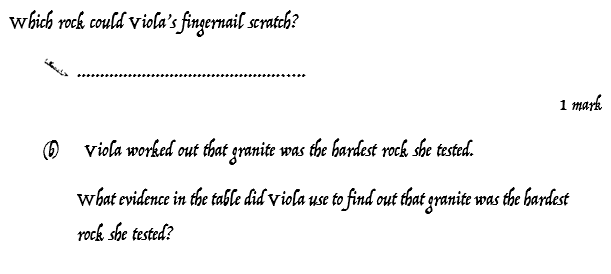 Which rock could Viola's fingernail scratch?
..................................................
1 mark
(b) Viola worked out that granite was the hardest rock she tested.
What evidence in the table did Viola use to find out that granite was the hardest
rock she tested?